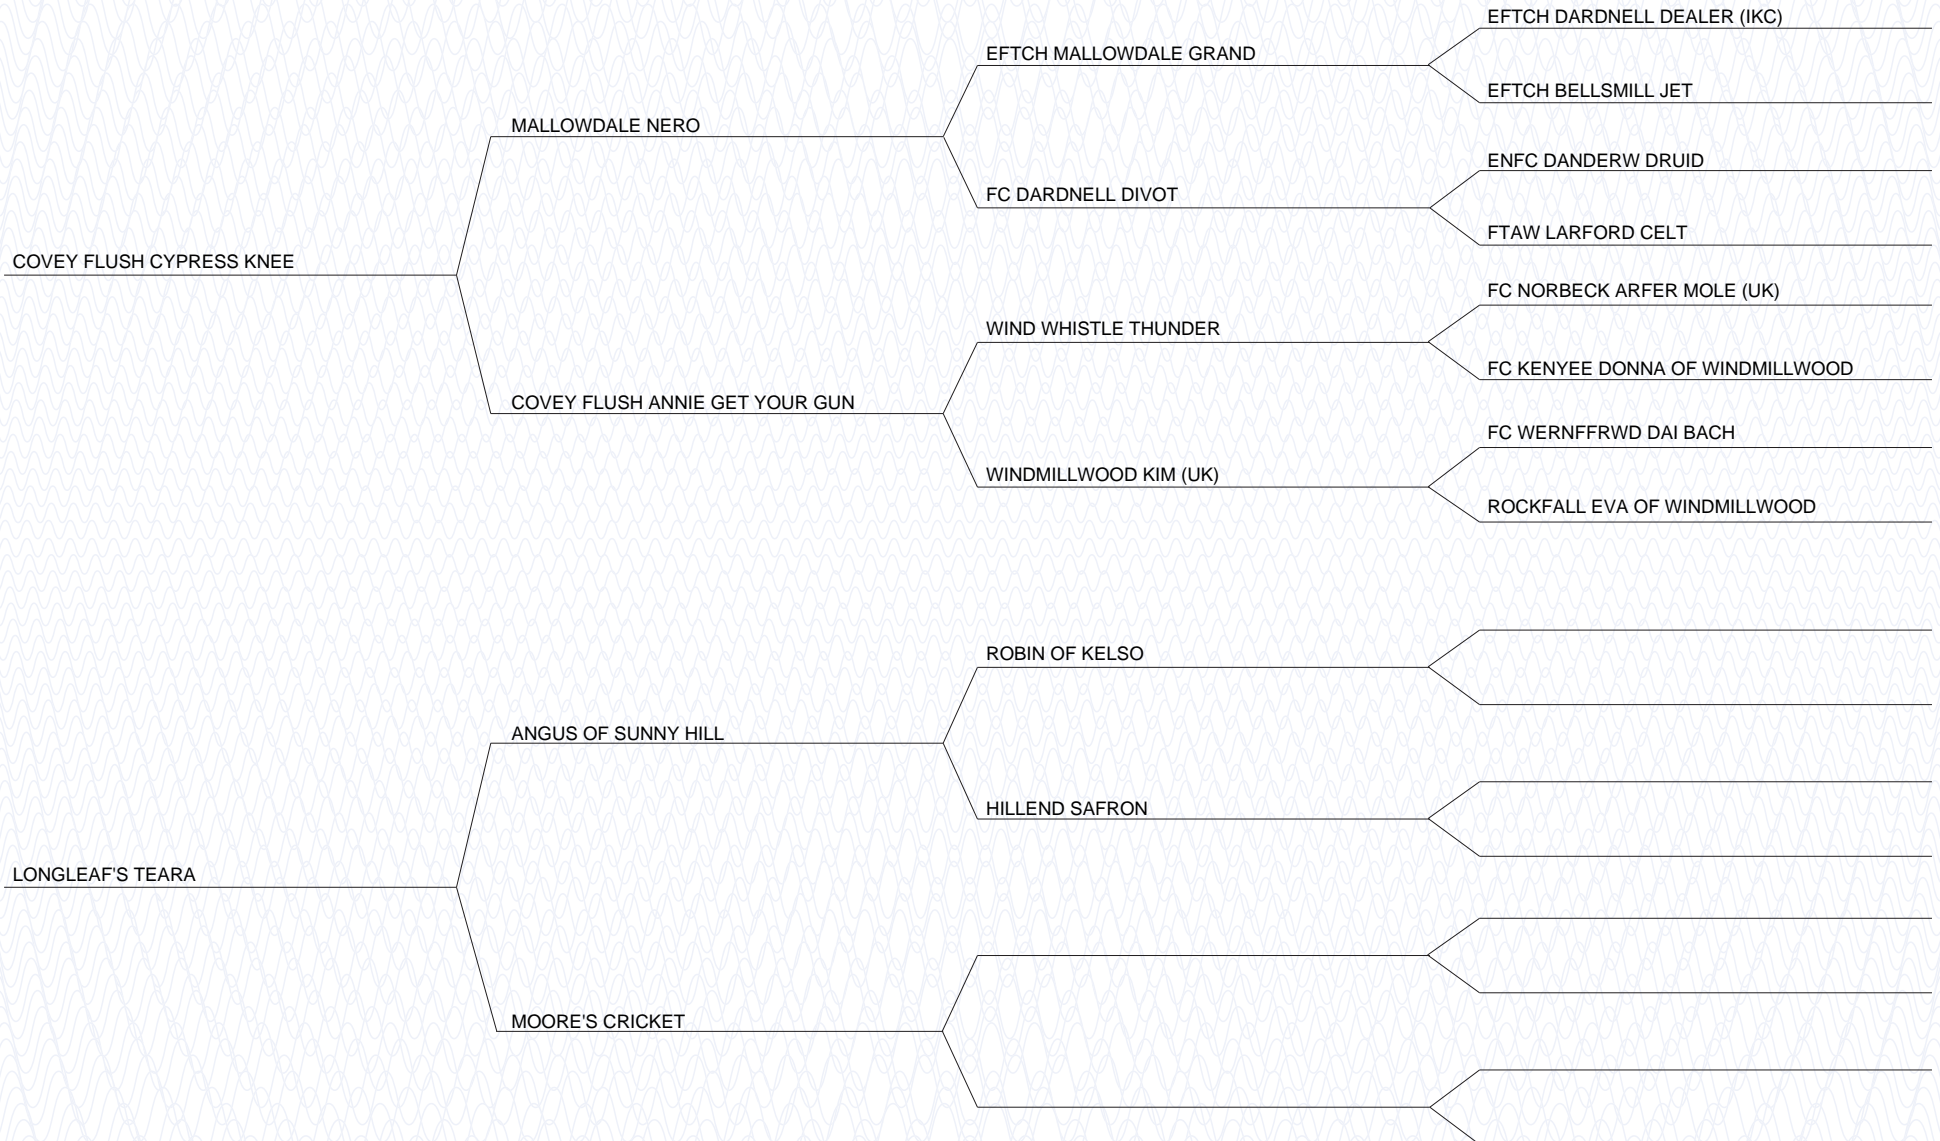 EFTCH DARDNELL DEALER (IKC)
EFTCH MALLOWDALE GRAND
EFTCH BELLSMILL JET
MALLOWDALE NERO
ENFC DANDERW DRUID
FC DARDNELL DIVOT
FTAW LARFORD CELT
COVEY FLUSH CYPRESS KNEE
FC NORBECK ARFER MOLE (UK)
WIND WHISTLE THUNDER
FC KENYEE DONNA OF WINDMILLWOOD
COVEY FLUSH ANNIE GET YOUR GUN
FC WERNFFRWD DAI BACH
WINDMILLWOOD KIM (UK)
ROCKFALL EVA OF WINDMILLWOOD
ROBIN OF KELSO
ANGUS OF SUNNY HILL
HILLEND SAFRON
LONGLEAF'S TEARA
MOORE'S CRICKET